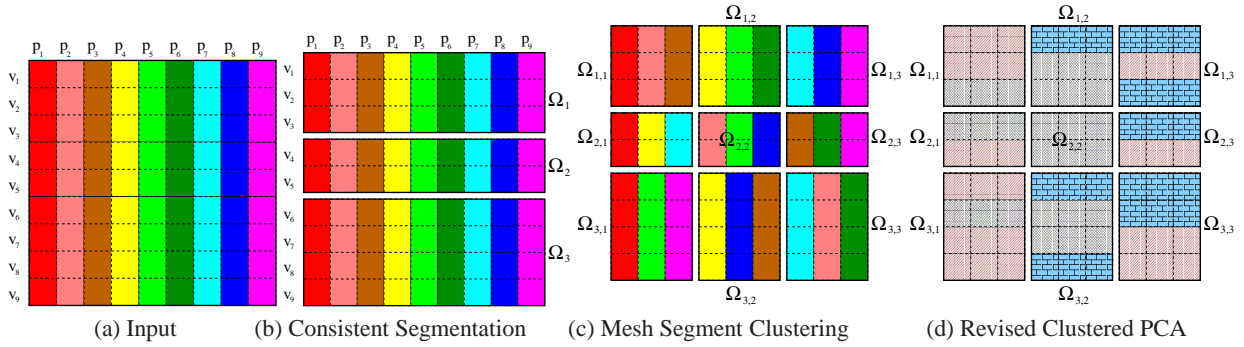 Ω1,2 Ω1,2
p1 p2 p3 p4 p5 p6 p7 p8 p9
p1 p2 p3 p4 p5 p6 p7 p8 p9
v1
v2
v3
v4
v5
v6
v7
v8
v9
v1
v2
v3
Ω1
v4
v5
Ω2
v6
v7
v8
v9
Ω3
Ω1,1 Ω1,3
Ω2,1 Ω2,2 Ω2,3
Ω3,1 Ω3,3
Ω3,2
Ω1,1 Ω1,3
Ω2,1 Ω2,2 Ω2,3
Ω3,1 Ω3,3
Ω3,2
(a) Input
(b) Consistent Segmentation
(c) Mesh Segment Clustering
(d) Revised Clustered PCA